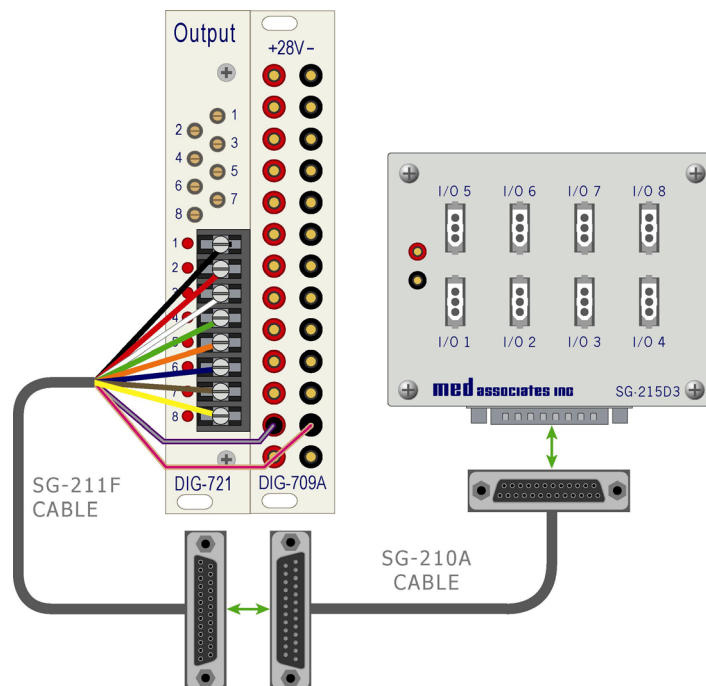 Output
+28V-
1
2
3
4
5
6
7
8
1
2
3
4
5
6
7
8
DIG-721
DIG-709A
I/O 5
I/O 6
I/O 7
I/O 8
I/O 1
I/O 2
I/O 3
I/O 4
med associates inc
SG-215D3
SG-211F
CABLE
SG-210A
CABLE